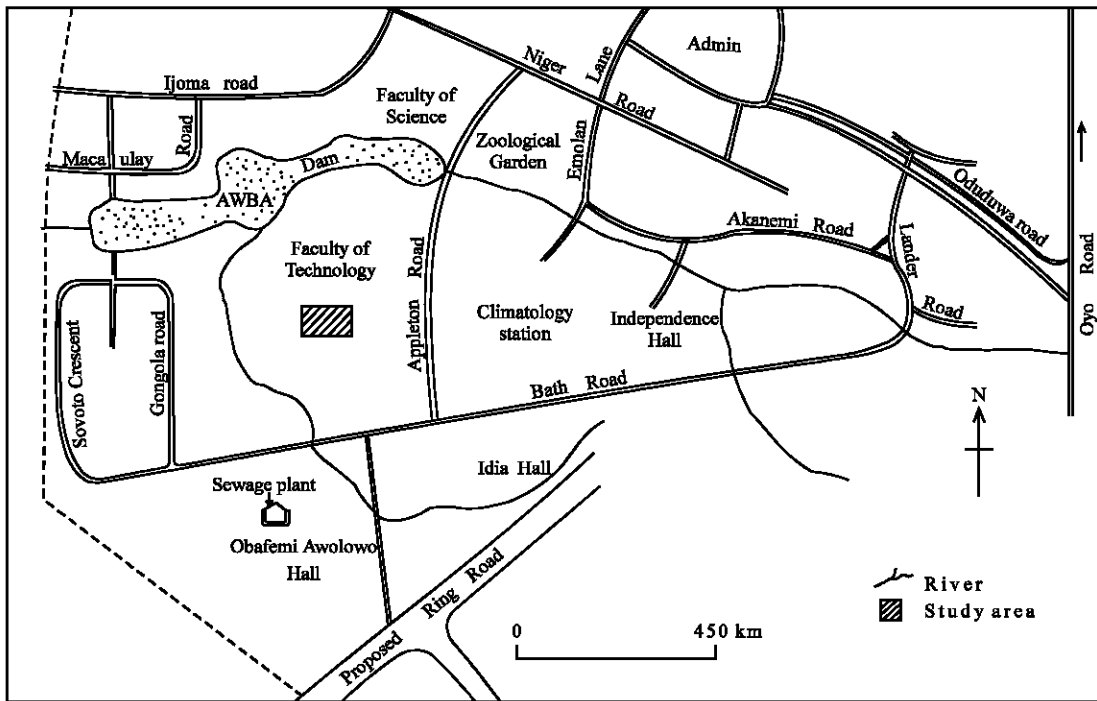 Ijoma road
Macaulay
Road
AWBA
Dam
Faculty of
Science
Niger
Road
Emolan
Lane
Admin
Zoological
Garden
Oduduwa road
Oyo
Road
Akanemi Road
Lander
Road
Faculty of
Technology
Appleton Road
Climatology
station
Independence
Hall
Sovoto Crescent
Gongola road
Bath Road
N
Idia Hall
Sewage plant
Obafemi Awolowo
Hall
Proposed Ring Road
0 450 km
River
Study area